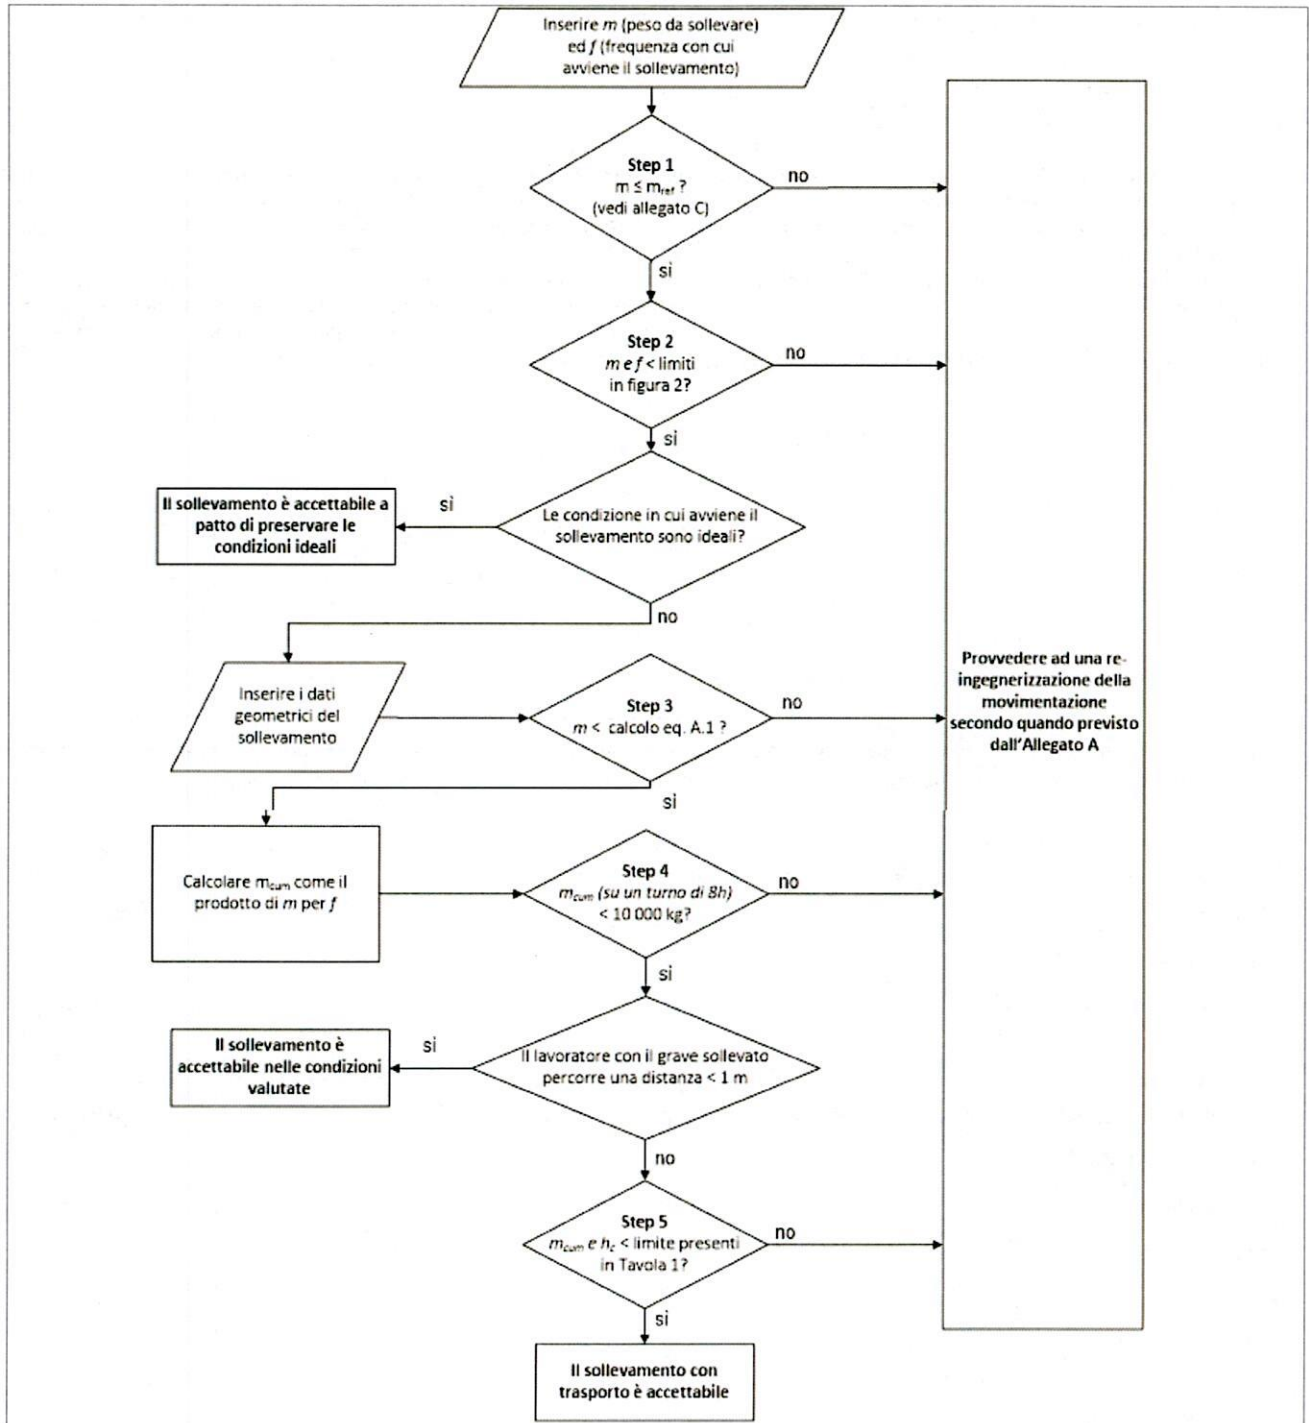 Inserire m (peso da sollevare)
ed f (frequenza con cui
avviene il sollevamento)
Step 1
m ≤ mref ?
(vedi allegato C)
no
si
Step 2
m e f < limiti
in figura 2?
no
si
Le condizione in cui avviene il
sollevamento sono ideali?
si
Il sollevamento è accettabile a
patto di preservare le
condizioni ideali
no
Inserire i dati
geometrici del
sollevamento
Step 3
m < calcolo eq. A.1 ?
no
si
Provvedere ad una re-
ingegnerizzazione della
movimentazione
secondo quando previsto
dall'Allegato A
Calcolare mcum come il
prodotto di m per f
Step 4
mcum (su un turno di 8h)
< 10 000 kg?
no
si
Il lavoratore con il grave sollevato
percorre una distanza < 1 m
si
Il sollevamento è
accettabile nelle condizioni
valutate
no
Step 5
mcum e hc < limite presenti
in Tavola 1?
no
si
Il sollevamento con
trasporto è accettabile